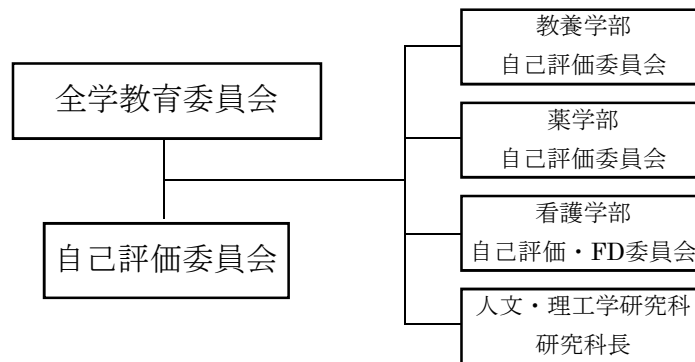 全学教育委員会
自己評価委員会
教養学部
自己評価委員会
薬学部
自己評価委員会
看護学部
自己評価・FD委員会
人文・理工学研究科
研究科長